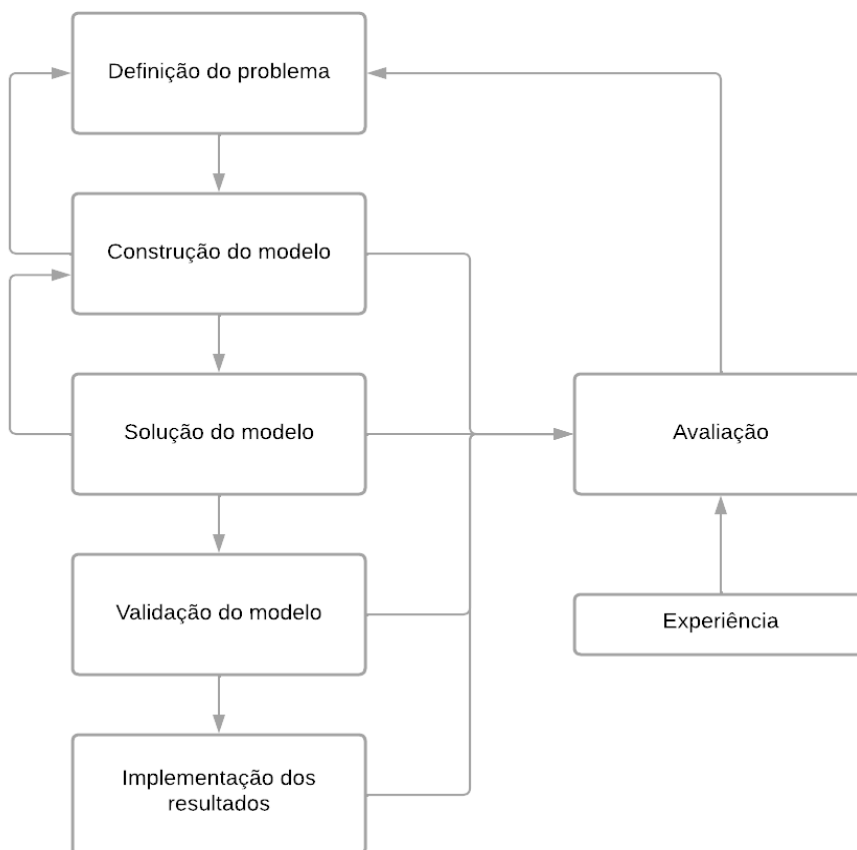 Definição do problema
Construção do modelo
Solução do modelo
Avaliação
Validação do modelo
Experiência
Implementação dos
resultados